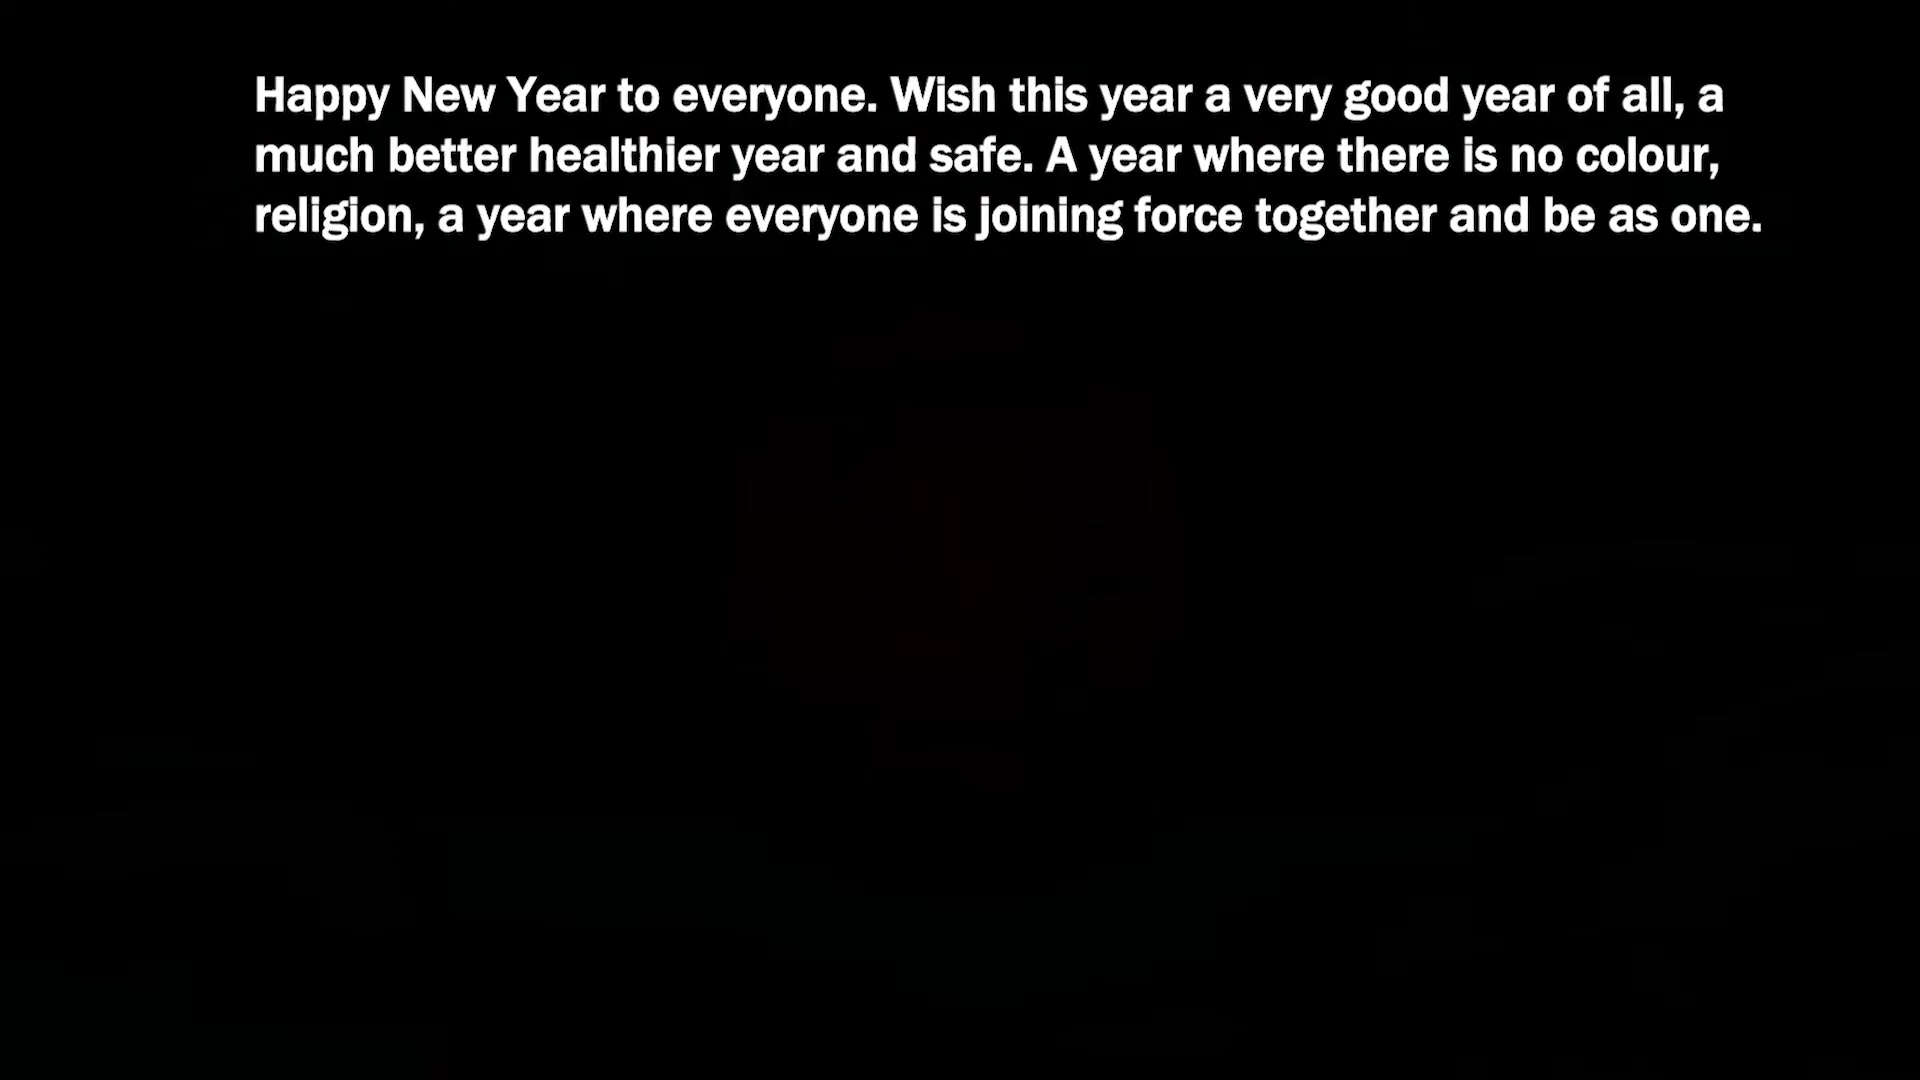 Happy New Year to everyone. Wish this year a very good year of all, a
much better healthier year and safe. A year where there is no colour,
religion, a year where everyone is joining force together and be as one.